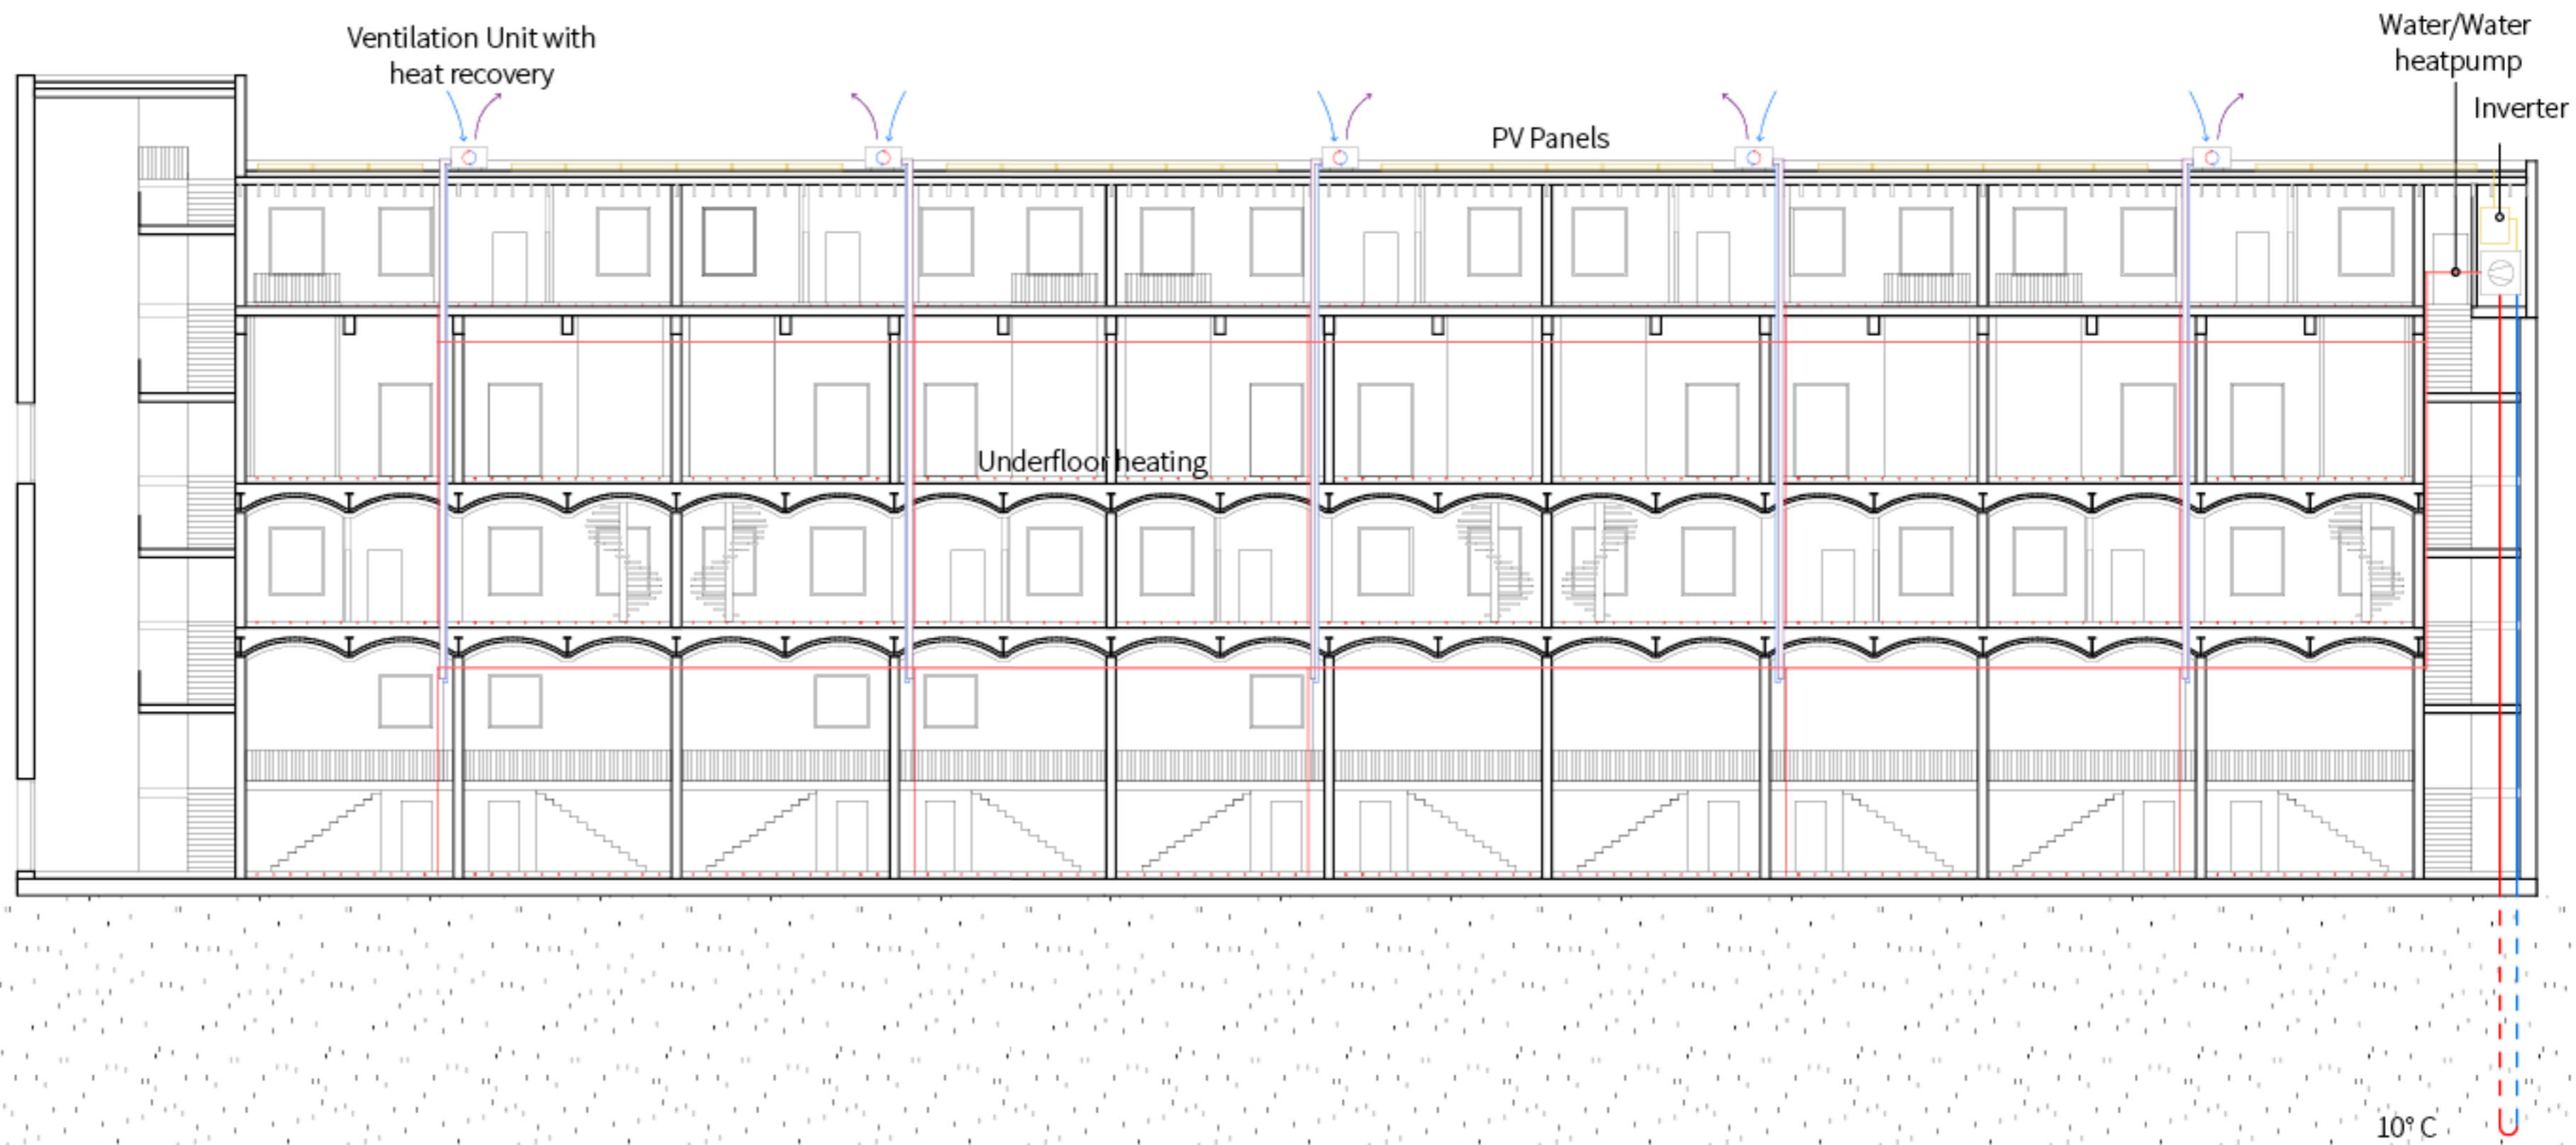 Ventilation Unit with
heat recovery
Water/Water
heatpump
Inverter
PV Panels
Underfloor heating
10° C